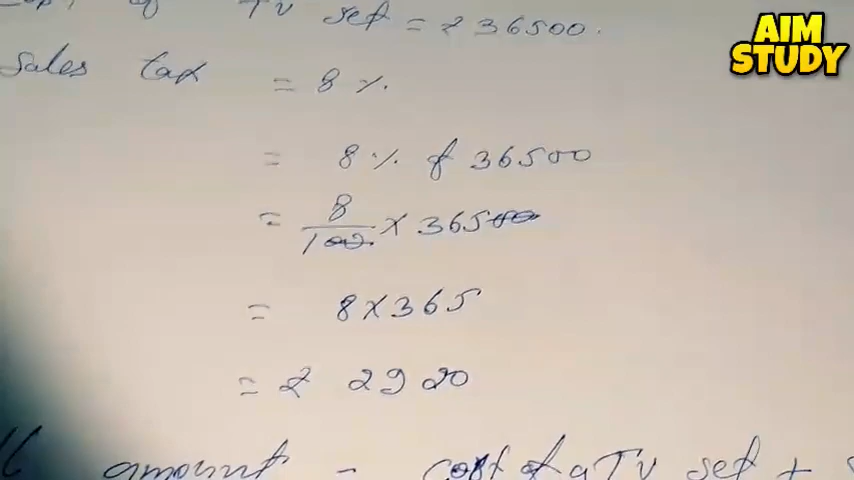 of TV set = ₹ 36500.
AIM
STUDY
Sales tax = 8 %.
= 8 %. of 36500
= 8/100 x 36500
= 8 x 365
= ₹ 2920
amount = cost of a TV set +